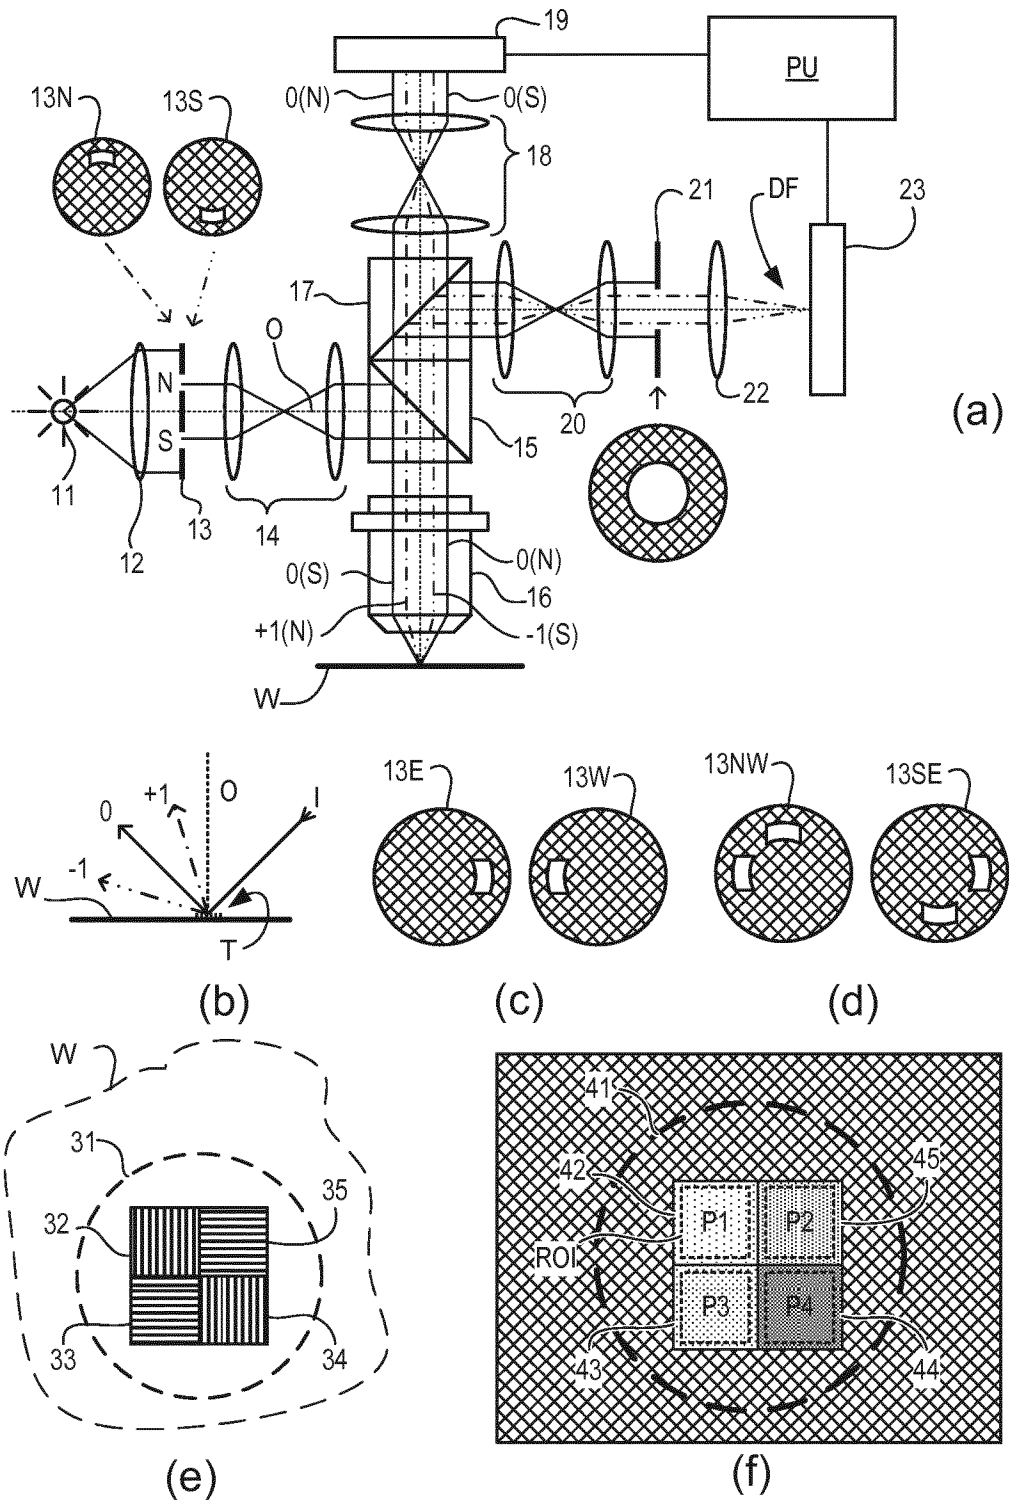 19
PU
0(N)
0(S)
13N
13S
18
21
DF
23
17
O
N
S
(a)
20
22
15
11
12
13
14
0(S)
0(N)
16
+1(N)
-1(S)
W
0
+1
O
I
-1
W
T
(b)
13E
13W
(c)
13NW
13SE
(d)
W
31
32
35
33
34
(e)
41
42
45
ROI
P1
P2
P3
P4
43
44
(f)